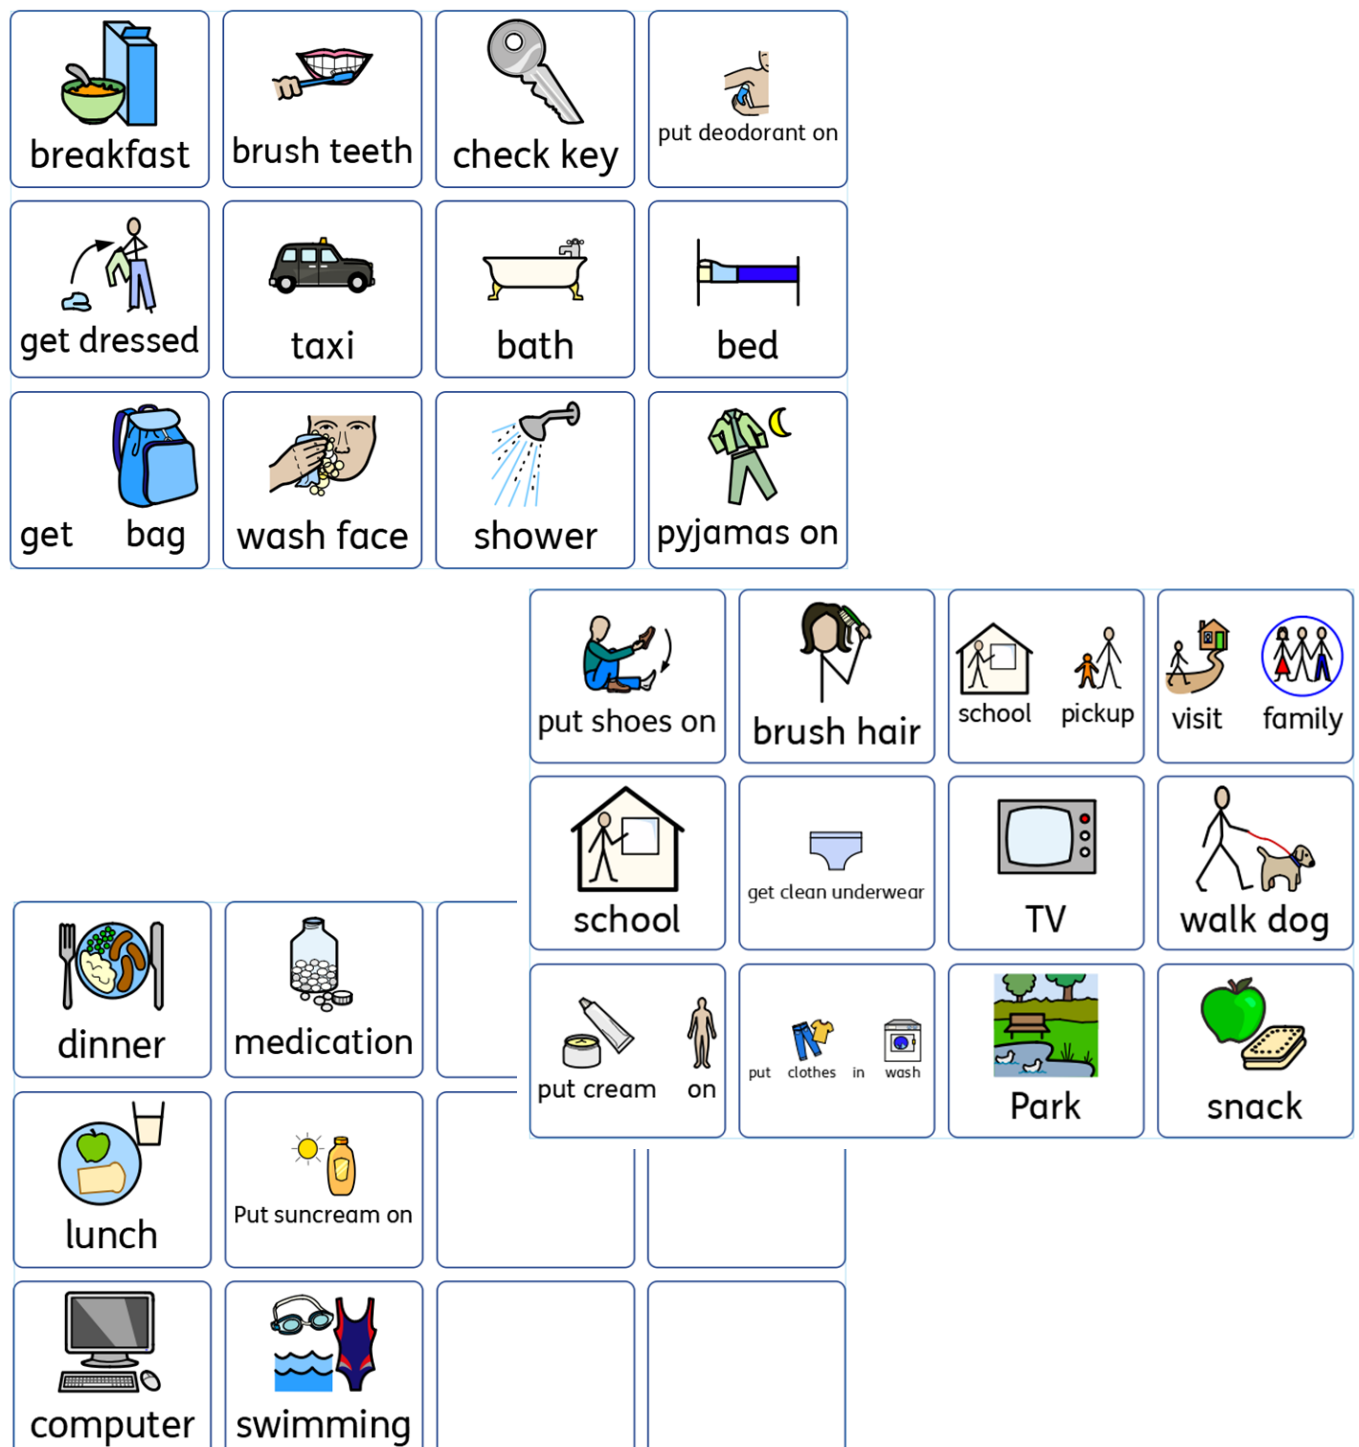 breakfast
brush teeth
check key
put deodorant on
get dressed
taxi
bath
bed
get bag
wash face
shower
pyjamas on
put shoes on
brush hair
school pickup
visit family
school
get clean underwear
TV
walk dog
put cream on
put clothes in wash
Park
snack
dinner
medication
lunch
Put suncream on
computer
swimming